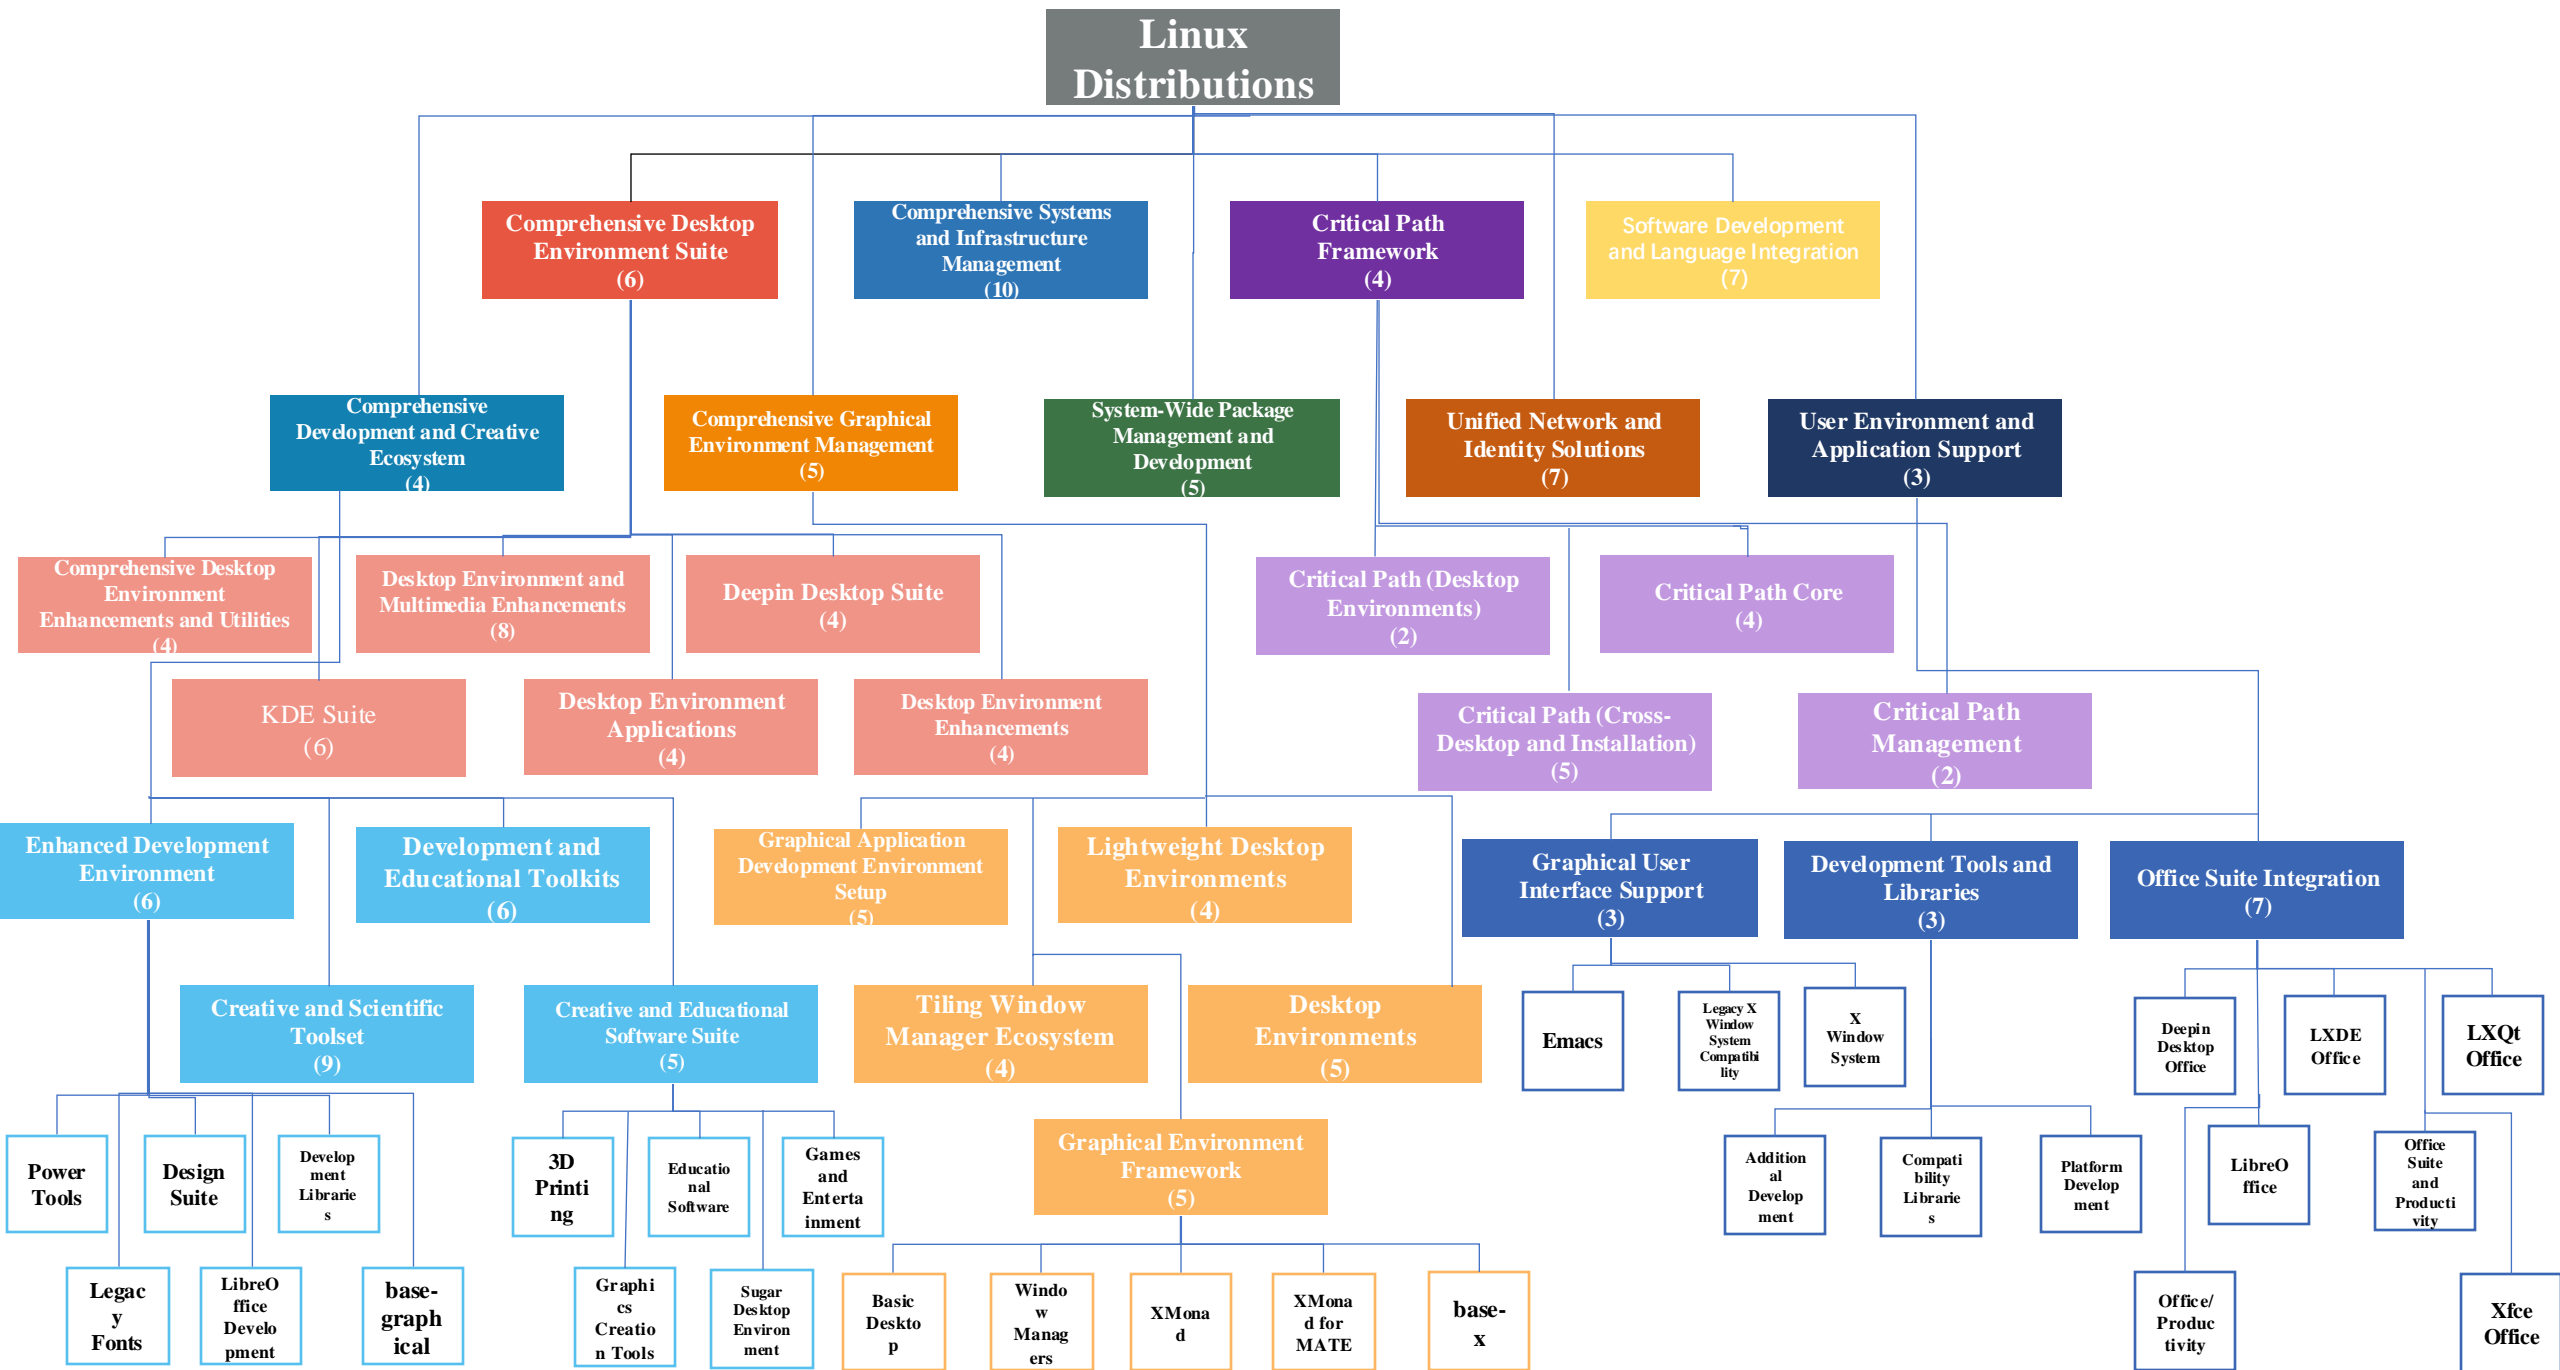 Linux
Distributions
Comprehensive Desktop
Environment Suite
(6)
Comprehensive Systems
and Infrastructure
Management
(10)
Critical Path
Framework
(4)
Software Development
and Language Integration
(7)
Comprehensive
Development and Creative
Ecosystem
(4)
Comprehensive Graphical
Environment Management
(5)
System-Wide Package
Management and
Development
(5)
Unified Network and
Identity Solutions
(7)
User Environment and
Application Support
(3)
Comprehensive Desktop
Environment
Enhancements and Utilities
(4)
Desktop Environment and
Multimedia Enhancements
(8)
Deepin Desktop Suite
(4)
Critical Path (Desktop
Environments)
(2)
Critical Path Core
(4)
KDE Suite
(6)
Desktop Environment
Applications
(4)
Desktop Environment
Enhancements
(4)
Critical Path (Cross-
Desktop and Installation)
(5)
Critical Path
Management
(2)
Enhanced Development
Environment
(6)
Development and
Educational Toolkits
(6)
Graphical Application
Development Environment
Setup
(5)
Lightweight Desktop
Environments
(4)
Graphical User
Interface Support
(3)
Development Tools and
Libraries
(3)
Office Suite Integration
(7)
Creative and Scientific
Toolset
(9)
Creative and Educational
Software Suite
(5)
Tiling Window
Manager Ecosystem
(4)
Desktop
Environments
(5)
Emacs
Legacy X
Window
System
Compatibi
lity
X
Window
System
Deepin
Desktop
Office
LXDE
Office
LXQt
Office
Power
Tools
Design
Suite
Develop
ment
Librarie
s
3D
Printi
ng
Educatio
nal
Software
Games
and
Enterta
inment
Graphical Environment
Framework
(5)
Addition
al
Develop
ment
Compati
bility
Librarie
s
Platform
Develop
ment
LibreO
ffice
Office
Suite
and
Producti
vity
Legac
y
Fonts
LibreO
ffice
Develo
pment
base-
graph
ical
Graphi
cs
Creatio
n Tools
Sugar
Desktop
Environ
ment
Basic
Deskto
p
Windo
w
Manag
ers
XMona
d
XMona
d for
MATE
base-
x
Office/
Produc
tivity
Xfce
Office